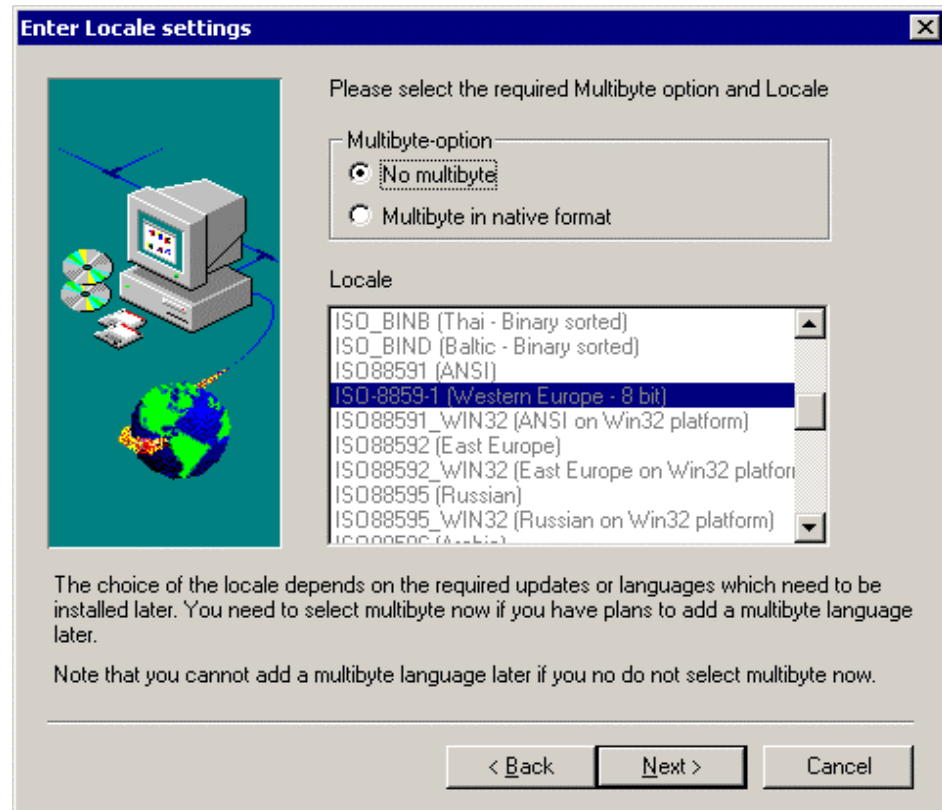 Enter Locale settings
Please select the required Multibyte option and Locale
Multibyte-option
No multibyte
Multibyte in native format
Locale
ISO_BINB (Thai - Binary sorted)
ISO_BIND (Baltic - Binary sorted)
ISO88591 (ANSI)
ISO-8859-1 (Western Europe - 8 bit)
ISO88591_WIN32 (ANSI on Win32 platform)
ISO88592 (East Europe)
ISO88592_WIN32 (East Europe on Win32 platforr
ISO88595 (Russian)
ISO88595_WIN32 (Russian on Win32 platform)
The choice of the locale depends on the required updates or languages which need to be
installed later. You need to select multibyte now if you have plans to add a multibyte language
later.
Note that you cannot add a multibyte language later if you no do not select multibyte now.
< Back Next > Cancel